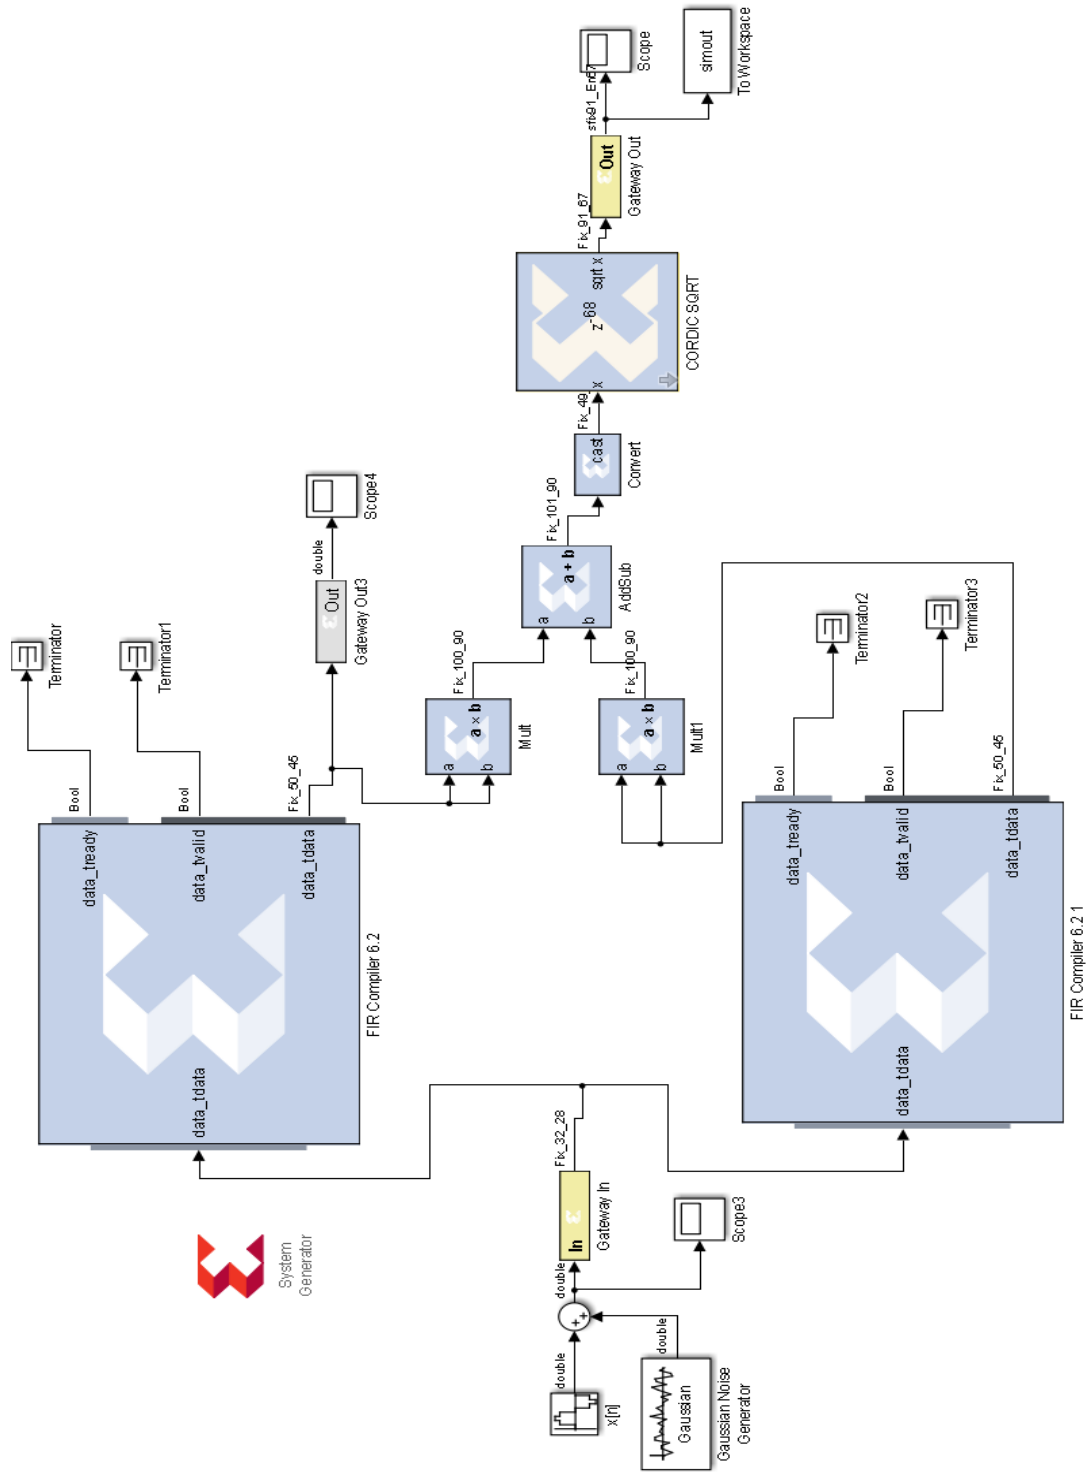 x[n]
double
Gaussian
Gaussian Noise
Generator
double
double
In
Gateway In
Fix_32_28
Scope3
System
Generator
data_tdata
data_tready
data_tvalid
data_tdata
FIR Compiler 6.2
Bool
Terminator
Bool
Terminator1
Fix_50_45
Out
Gateway Out3
double
Scope4
data_tdata
data_tready
data_tvalid
data_tdata
FIR Compiler 6.2 1
Bool
Terminator2
Bool
Terminator3
Fix_50_45
a
b
a × b
Mult
Fix_100_90
a
b
a × b
Mult1
Fix_100_90
a
b
a + b
AddSub
Fix_101_90
cast
Convert
Fix_49_
x
z-68
sqrt x
CORDIC SQRT
Fix_91_67
Out
Gateway Out
sfix91_En67
Scope
simout
To Workspace